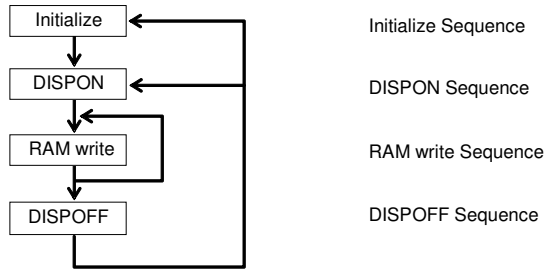 Initialize
Initialize Sequence
DISPON
DISPON Sequence
RAM write
RAM write Sequence
DISPOFF
DISPOFF Sequence